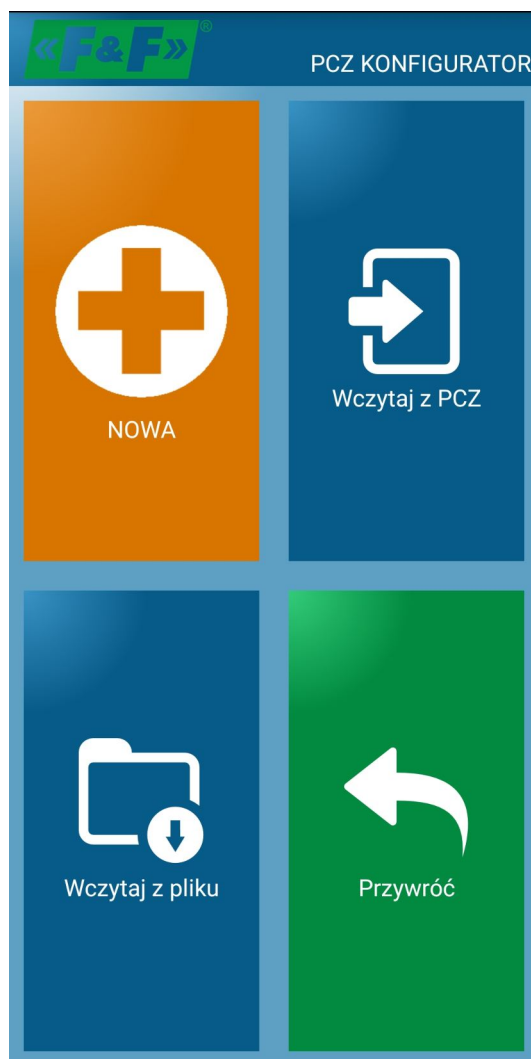 «F&F»®
PCZ KONFIGURATOR
NOWA
Wczytaj z PCZ
Wczytaj z pliku
Przywróć